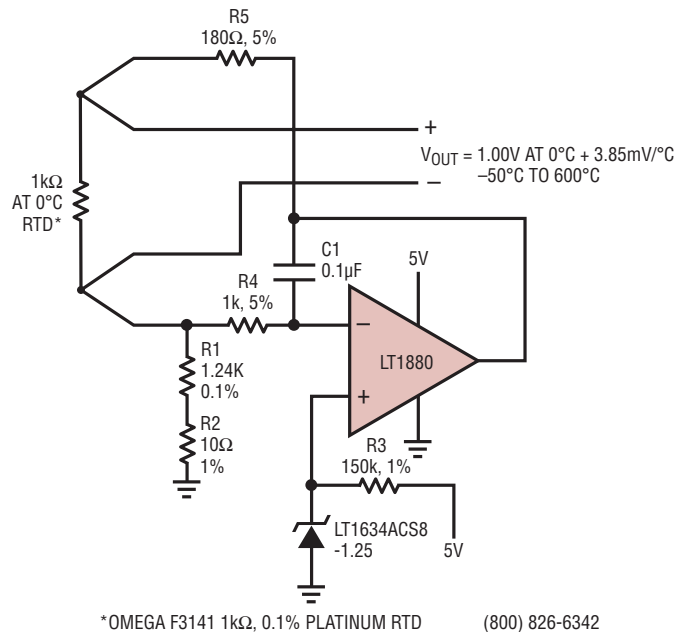 R5
180Ω, 5%
+
VOUT = 1.00V AT 0°C + 3.85mV/°C
–50°C TO 600°C
–
1kΩ
AT 0°C
RTD*
C1
0.1µF
5V
R4
1k, 5%
–
LT1880
+
R1
1.24K
0.1%
R2
10Ω
1%
R3
150k, 1%
LT1634ACS8
-1.25
5V
*OMEGA F3141 1kΩ, 0.1% PLATINUM RTD (800) 826-6342